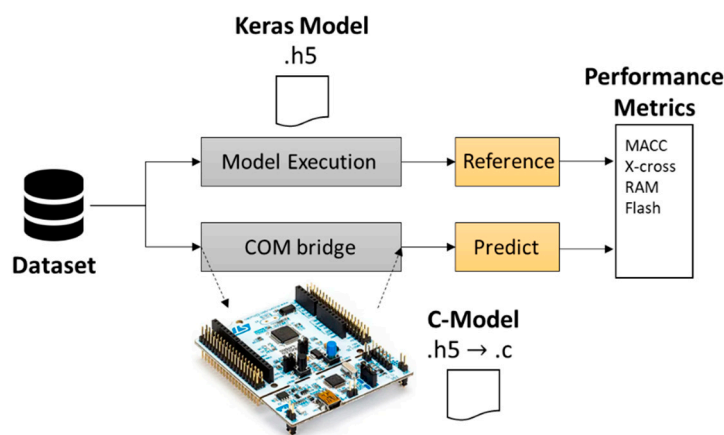 Keras Model
.h5
Performance
Metrics
MACC
X-cross
RAM
Flash
Model Execution
Reference
Dataset
COM bridge
Predict
C-Model
.h5 → .c